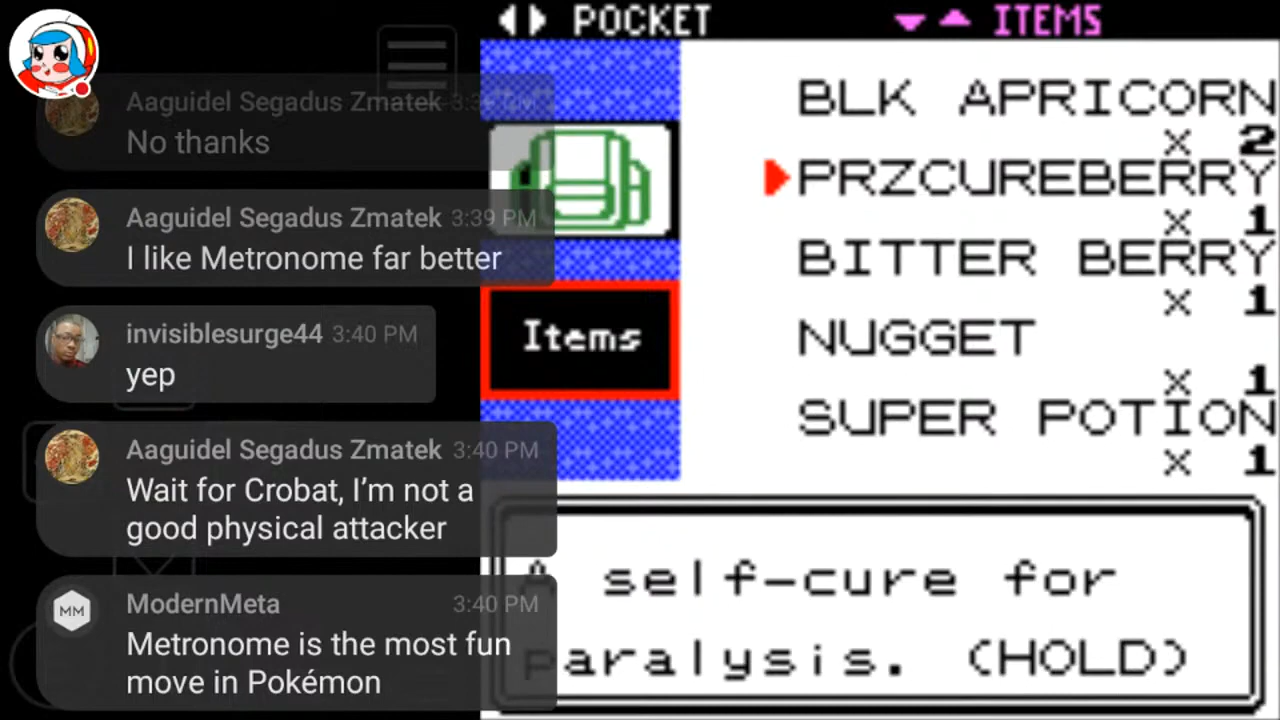 POCKET
ITEMS
Aaguidel Segadus Zmatek
No thanks
Aaguidel Segadus Zmatek 3:39 PM
I like Metronome far better
invisiblesurge44 3:40 PM
yep
Aaguidel Segadus Zmatek 3:40 PM
Wait for Crobat, I’m not a
good physical attacker
ModernMeta 3:40 PM
MM
Metronome is the most fun
move in Pokémon
Items
BLK APRICORN
× 2
PRZCUREBERRY
× 1
BITTER BERRY
× 1
NUGGET
× 1
SUPER POTION
× 1
A self-cure for
paralysis. (HOLD)